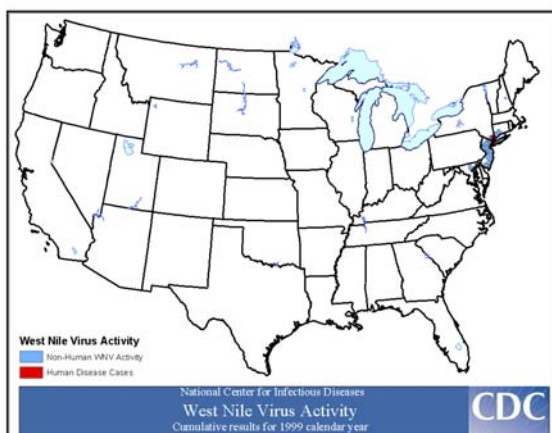 West Nile Virus Activity
Non-Human WNV Activity
Human Disease Cases
National Center for Infectious Diseases
West Nile Virus Activity
Cumulative results for 1999 calendar year
CDC